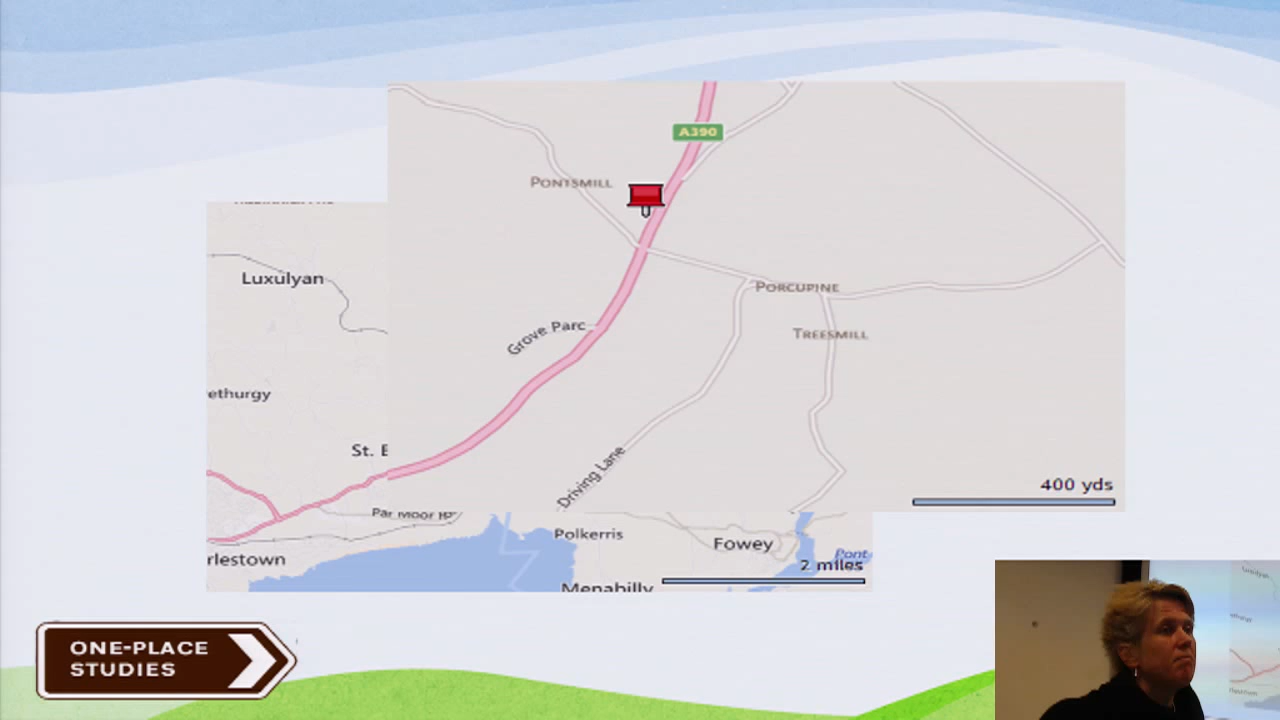 A390
PONTSMILL
Luxulyan
PORCUPINE
Grove Parc
TREESMILL
ethurgy
St. E
Driving Lane
400 yds
Par Moor
Polkerris
Fowey
Pont
rlestown
2 miles
Menabilly
ONE-PLACE
STUDIES